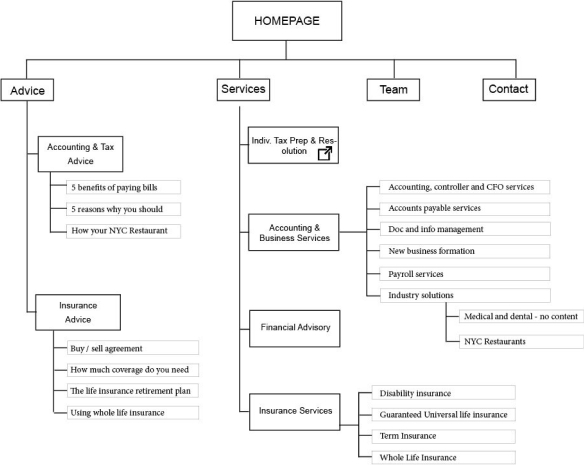 HOMEPAGE
Advice
Services
Team
Contact
Accounting & Tax
Advice
5 benefits of paying bills
5 reasons why you should
How your NYC Restaurant
Insurance
Advice
Buy / sell agreement
How much coverage do you need
The life insurance retirement plan
Using whole life insurance
Indiv. Tax Prep & Res-
olution
Accounting &
Business Services
Accounting, controller and CFO services
Accounts payable services
Doc and info management
New business formation
Payroll services
Industry solutions
Medical and dental - no content
NYC Restaurants
Financial Advisory
Insurance Services
Disability insurance
Guaranteed Universal life insurance
Term Insurance
Whole Life Insurance